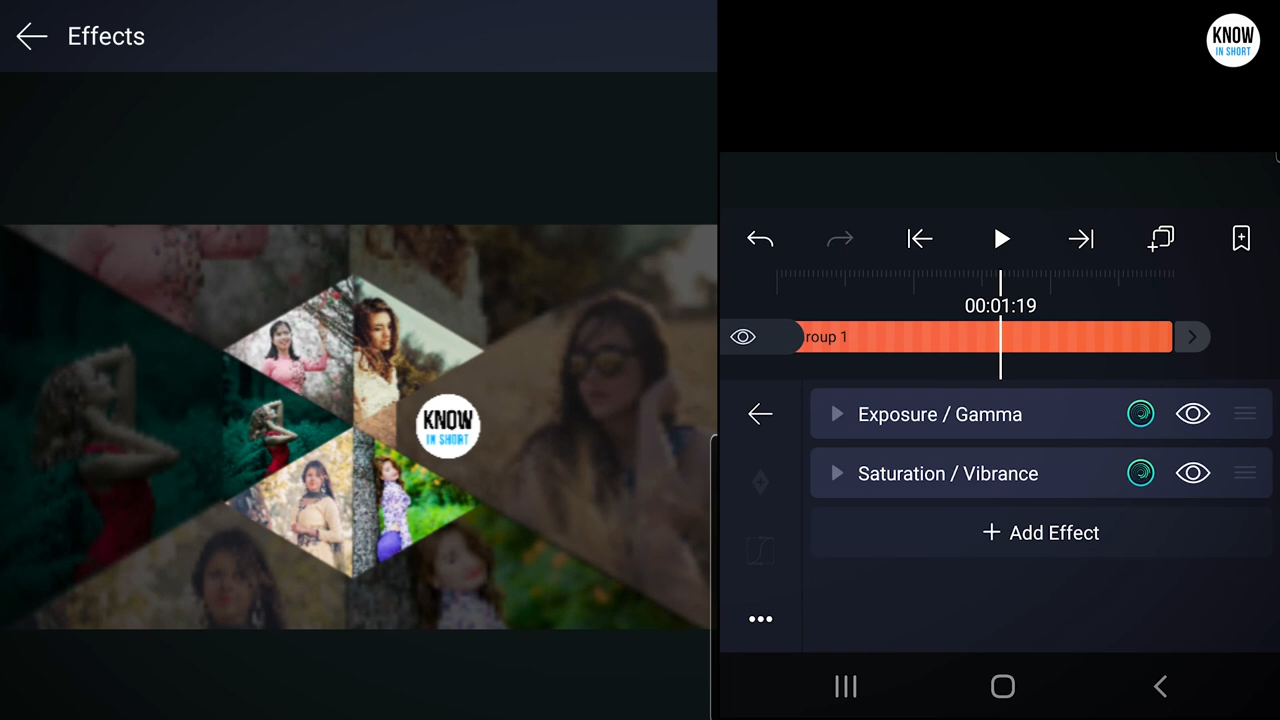 Effects
KNOW
IN SHORT
KNOW
IN SHORT
00:01:19
roup 1
Exposure / Gamma
Saturation / Vibrance
+ Add Effect